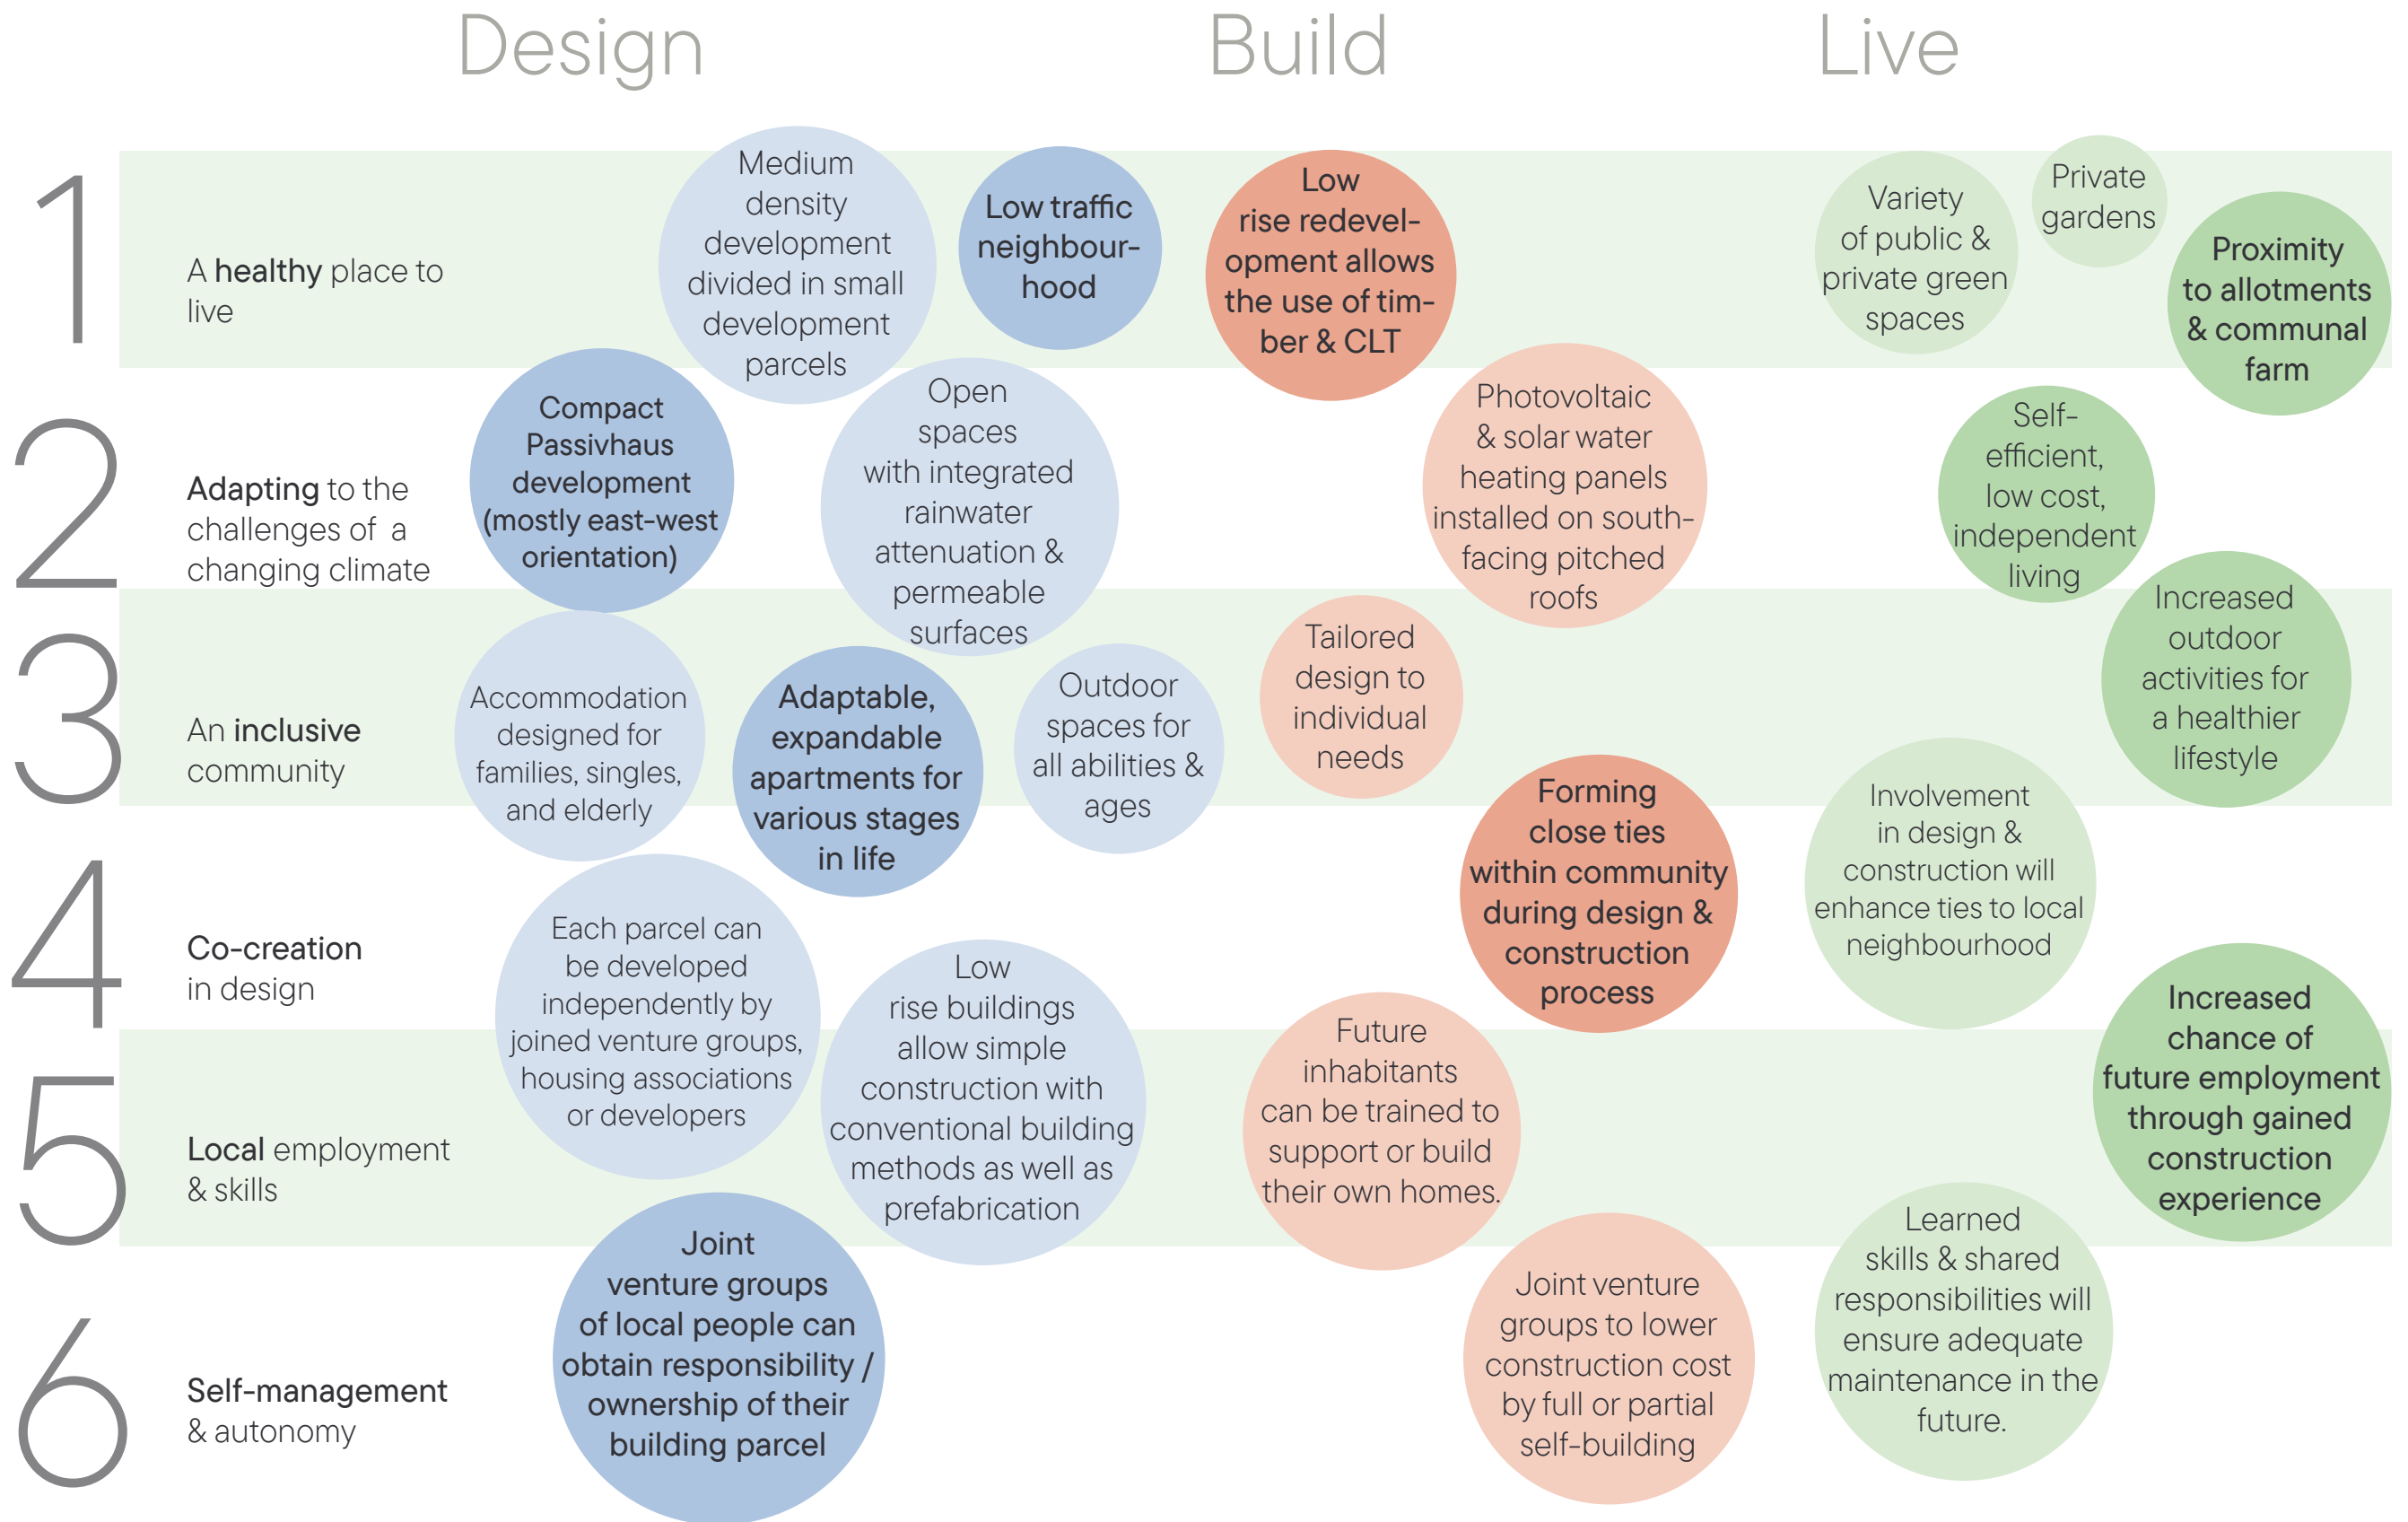 Design
Build
Live
1
A healthy place to
live
Medium
density
development
divided in small
development
parcels
Low traffic
neighbour-
hood
Low
rise redevel-
opment allows
the use of tim-
ber & CLT
Variety
of public &
private green
spaces
Private
gardens
Proximity
to allotments
& communal
farm
2
Adapting to the
challenges of a
changing climate
Compact
Passivhaus
development
(mostly east-west
orientation)
Open
spaces
with integrated
rainwater
attenuation &
permeable
surfaces
Photovoltaic
& solar water
heating panels
installed on south-
facing pitched
roofs
Self-
efficient,
low cost,
independent
living
Increased
outdoor
activities for
a healthier
lifestyle
3
An inclusive
community
Accommodation
designed for
families, singles,
and elderly
Adaptable,
expandable
apartments for
various stages
in life
Outdoor
spaces for
all abilities &
ages
Tailored
design to
individual
needs
Forming
close ties
within community
during design &
construction
process
Involvement
in design &
construction will
enhance ties to local
neighbourhood
4
Co-creation
in design
Each parcel can
be developed
independently by
joined venture groups,
housing associations
or developers
Low
rise buildings
allow simple
construction with
conventional building
methods as well as
prefabrication
Future
inhabitants
can be trained to
support or build
their own homes.
Increased
chance of
future employment
through gained
construction
experience
5
Local employment
& skills
Joint
venture groups
of local people can
obtain responsibility /
ownership of their
building parcel
Joint venture
groups to lower
construction cost
by full or partial
self-building
Learned
skills & shared
responsibilities will
ensure adequate
maintenance in the
future.
6
Self-management
& autonomy